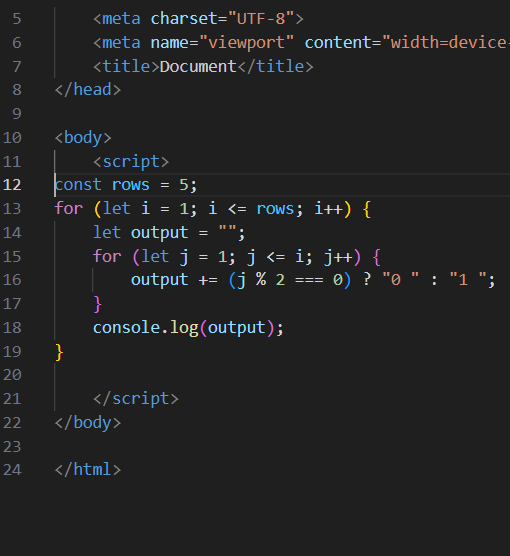 5 <meta charset="UTF-8">
6 <meta name="viewport" content="width=device-
7 <title>Document</title>
8 </head>
9
10 <body>
11 <script>
12 const rows = 5;
13 for (let i = 1; i <= rows; i++) {
14 let output = "";
15 for (let j = 1; j <= i; j++) {
16 output += (j % 2 === 0) ? "0 " : "1 ";
17 }
18 console.log(output);
19 }
20
21 </script>
22 </body>
23
24 </html>